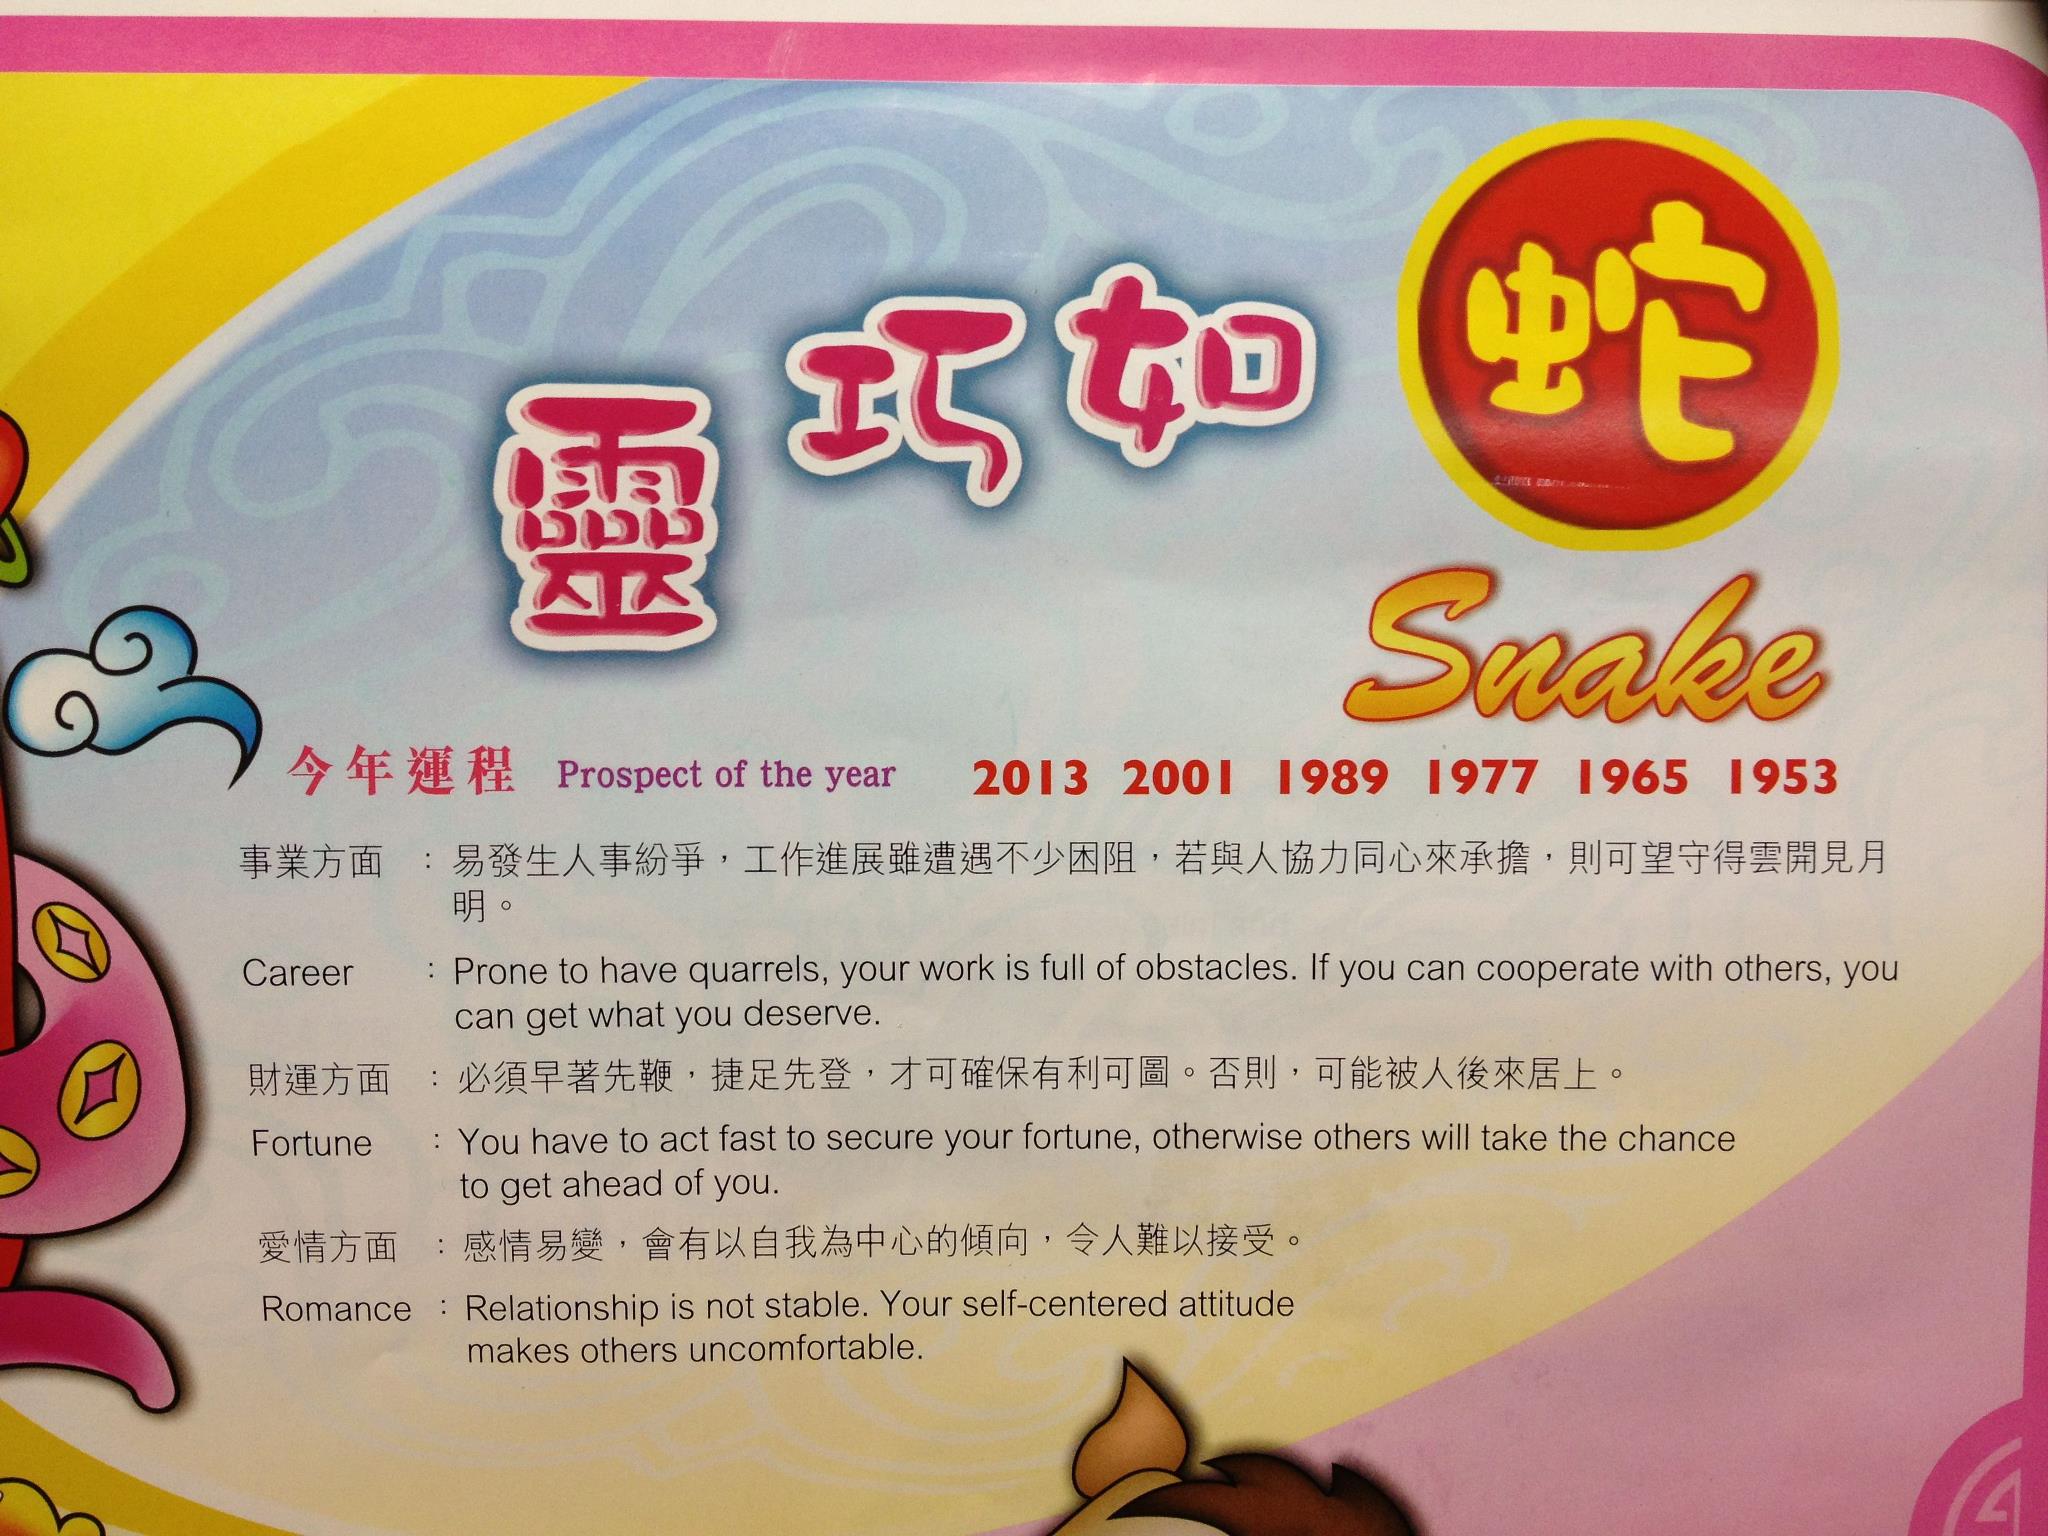 靈巧如蛇
Snake
今年運程 Prospect of the year 2013 2001 1989 1977 1965 1953
事業方面 : 易發生人事紛爭，工作進展雖遭遇不少困阻，若與人協力同心來承擔，則可望守得雲開見月
明。
Career : Prone to have quarrels, your work is full of obstacles. If you can cooperate with others, you
can get what you deserve.
財運方面 : 必須早著先鞭，捷足先登，才可確保有利可圖。否則，可能被人後來居上。
Fortune : You have to act fast to secure your fortune, otherwise others will take the chance
to get ahead of you.
愛情方面 : 感情易變，會有以自我為中心的傾向，令人難以接受。
Romance : Relationship is not stable. Your self-centered attitude
makes others uncomfortable.